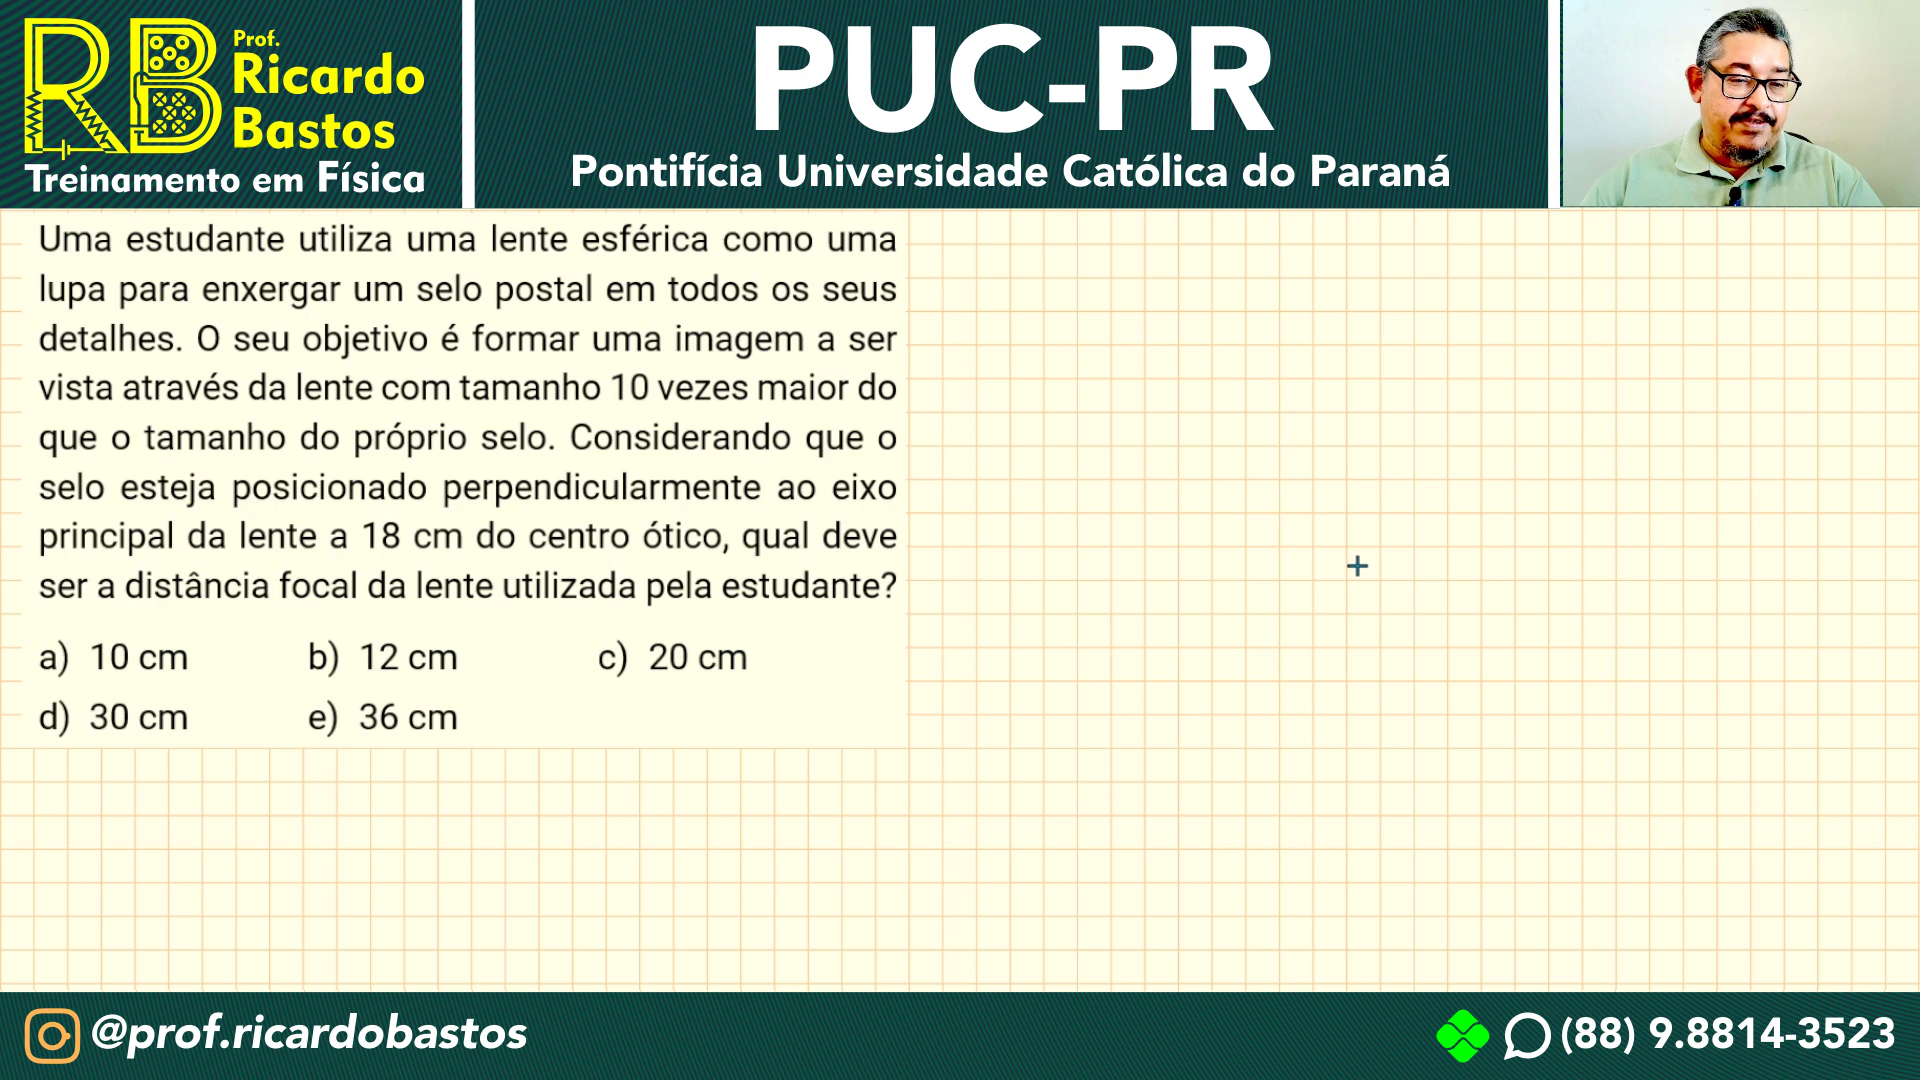 RB
Prof.
Ricardo
Bastos
Treinamento em Física
PUC-PR
Pontifícia Universidade Católica do Paraná
Uma estudante utiliza uma lente esférica como uma
lupa para enxergar um selo postal em todos os seus
detalhes. O seu objetivo é formar uma imagem a ser
vista através da lente com tamanho 10 vezes maior do
que o tamanho do próprio selo. Considerando que o
selo esteja posicionado perpendicularmente ao eixo
principal da lente a 18 cm do centro ótico, qual deve
ser a distância focal da lente utilizada pela estudante?
a) 10 cm b) 12 cm c) 20 cm
d) 30 cm e) 36 cm
@prof.ricardobastos
(88) 9.8814-3523